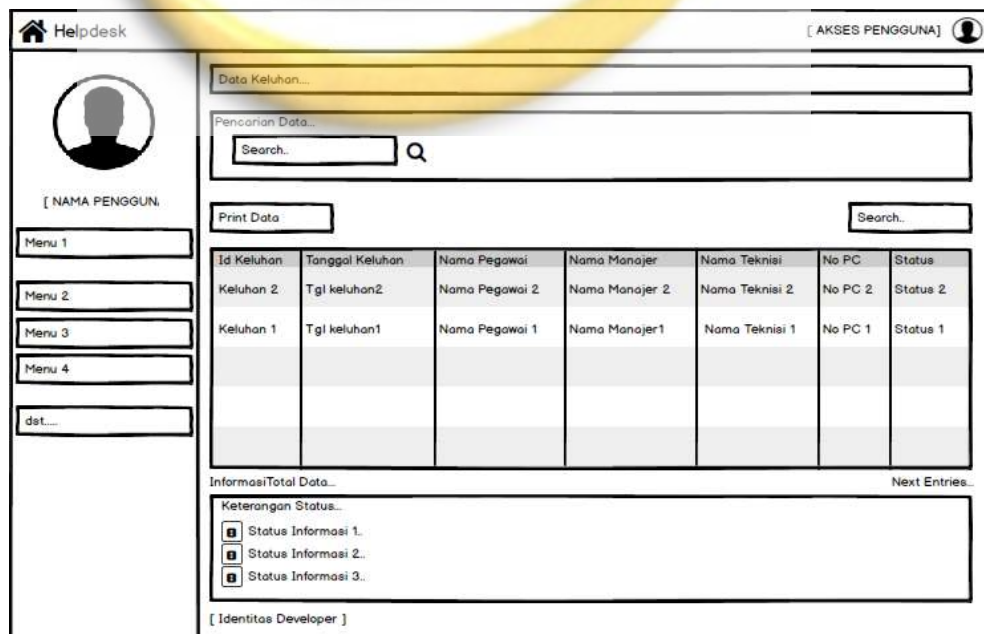 Helpdesk
[ AKSES PENGGUNA]
[ NAMA PENGGUN
Menu 1
Menu 2
Menu 3
Menu 4
dst.....
Data Keluhan....
Pencarian Data...
Search..
Print Data
Search..
Id Keluhan Tanggal Keluhan Nama Pegawai Nama Manajer Nama Teknisi No PC Status
Keluhan 2 Tgl keluhan2 Nama Pegawai 2 Nama Manajer 2 Nama Teknisi 2 No PC 2 Status 2
Keluhan 1 Tgl keluhan1 Nama Pegawai 1 Nama Manajer1 Nama Teknisi 1 No PC 1 Status 1
InformasiTotal Data...
Next Entries...
Keterangan Status...
Status Informasi 1..
Status Informasi 2..
Status Informasi 3..
[ Identitas Developer ]